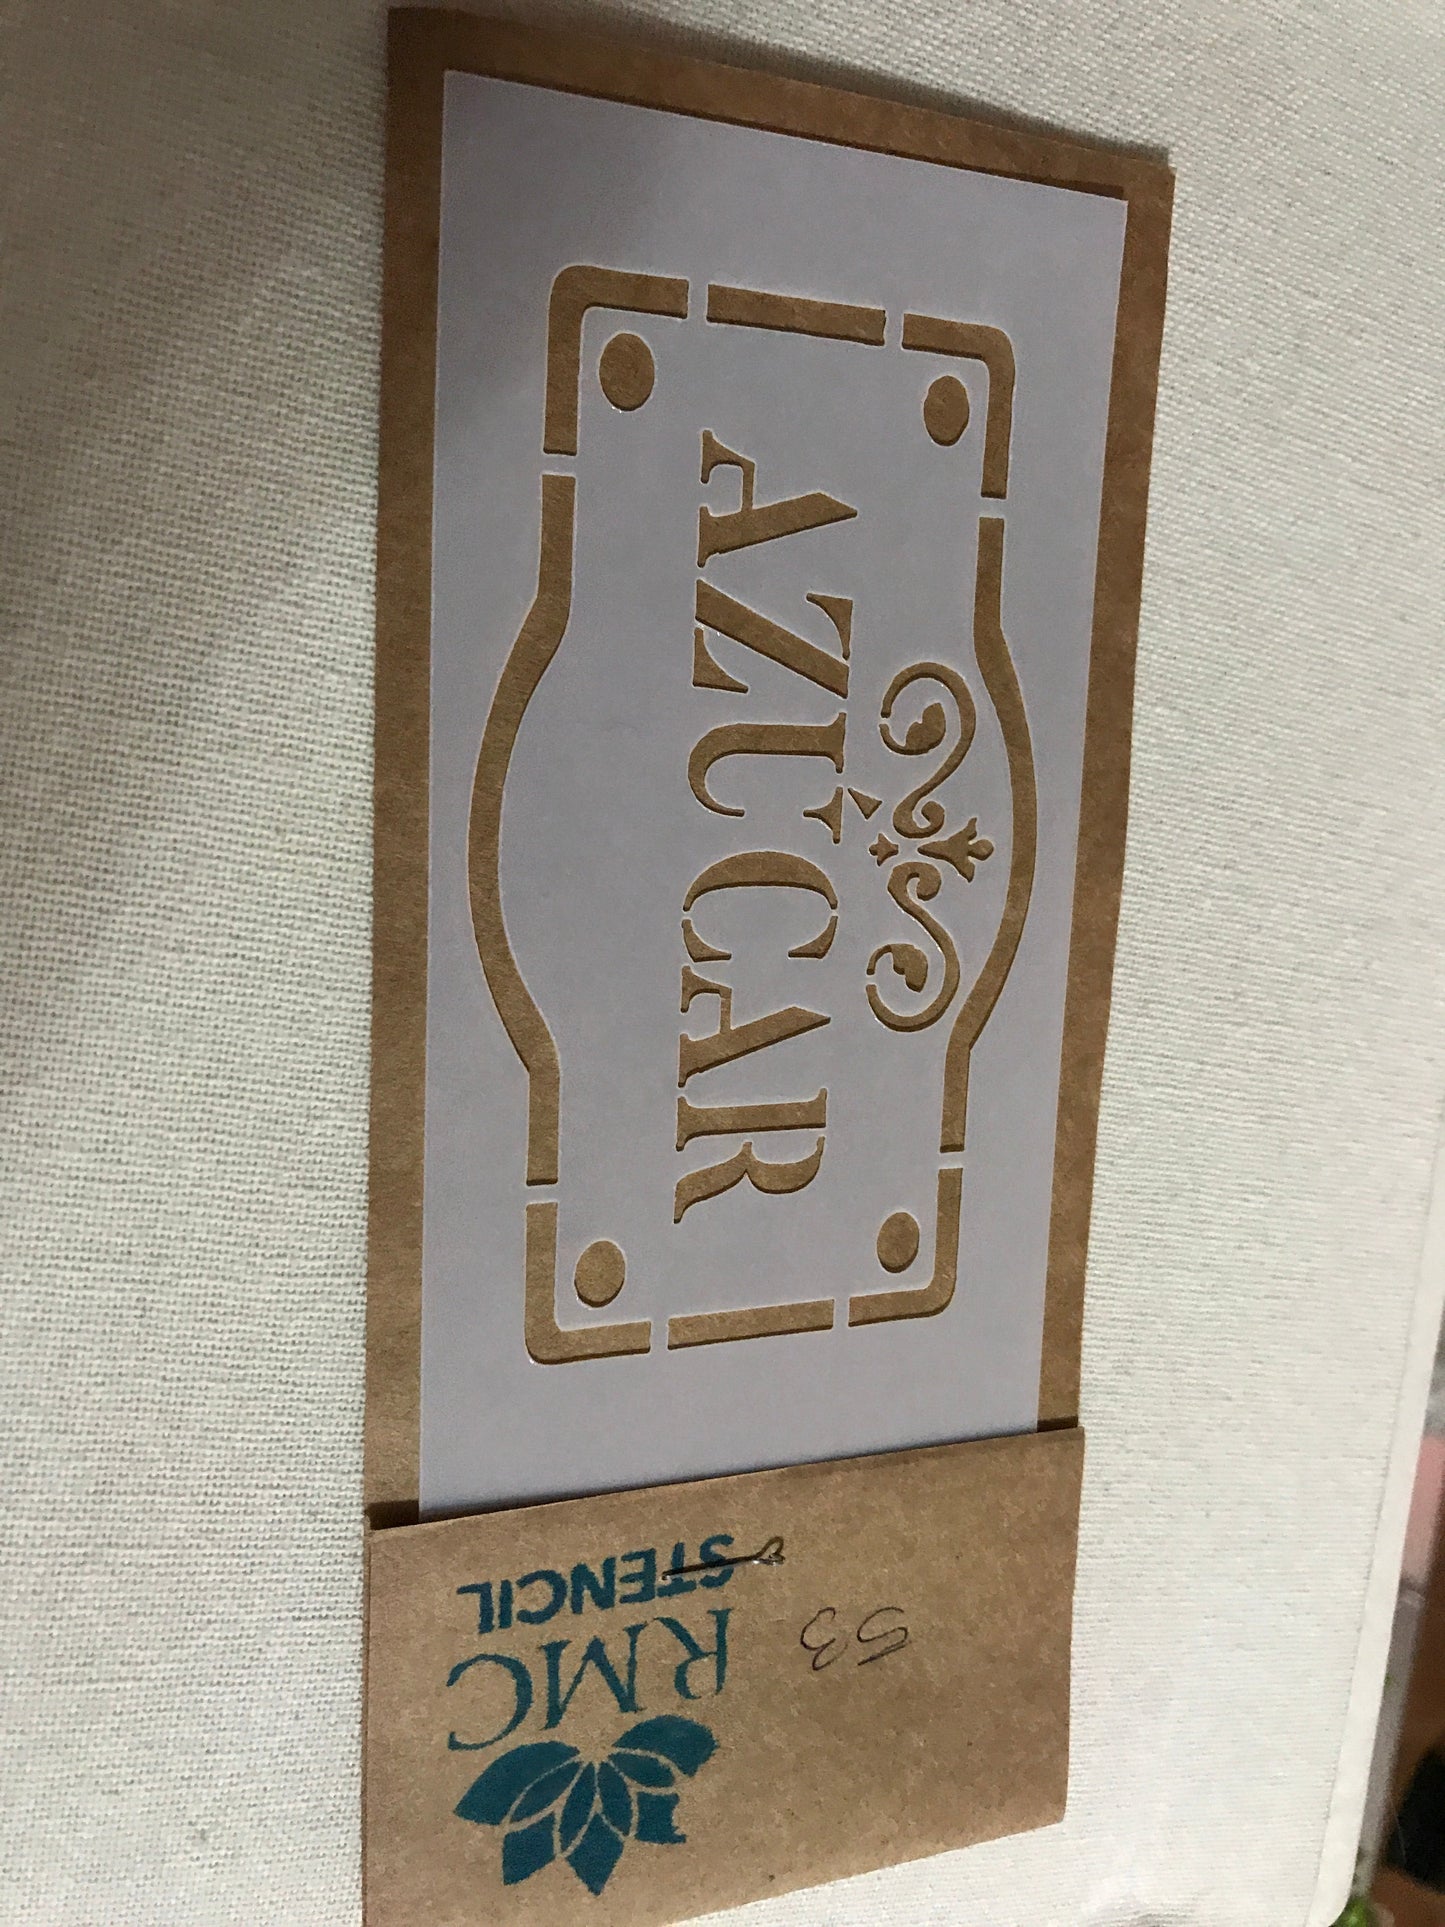 AZÚCAR
RMC
STENCIL
53